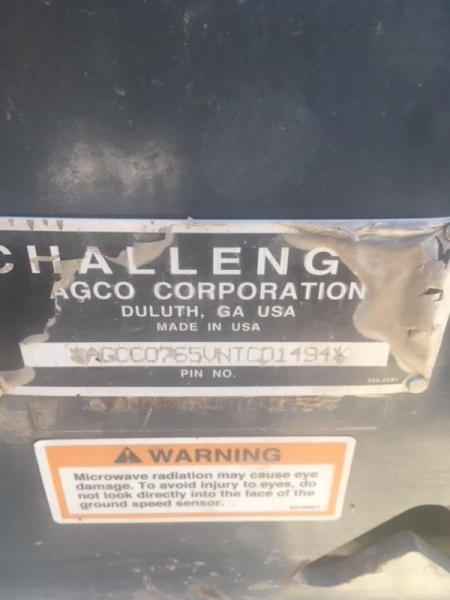 CHALLENG
AGCO CORPORATION
DULUTH, GA USA
MADE IN USA
*AGCC0765VNTCD1494*
PIN NO.
WARNING
Microwave radiation may cause eye
damage. To avoid injury to eyes, do
not look directly into the face of the
ground speed sensor.